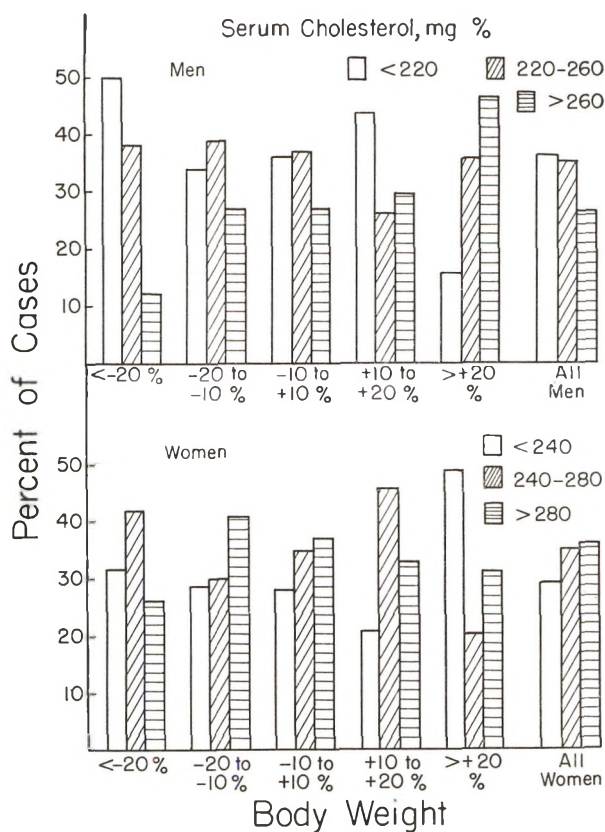 Serum Cholesterol, mg %
Men
<220
220-260
>260
50
40
30
20
10
<-20 %
-20 to
-10 %
-10 to
+10 %
+10 to
+20 %
>+20
%
All
Men
Percent of Cases
Women
<240
240-280
>280
50
40
30
20
10
<-20 %
-20 to
-10 %
-10 to
+10 %
+10 to
+20 %
>+20
%
All
Women
Body Weight